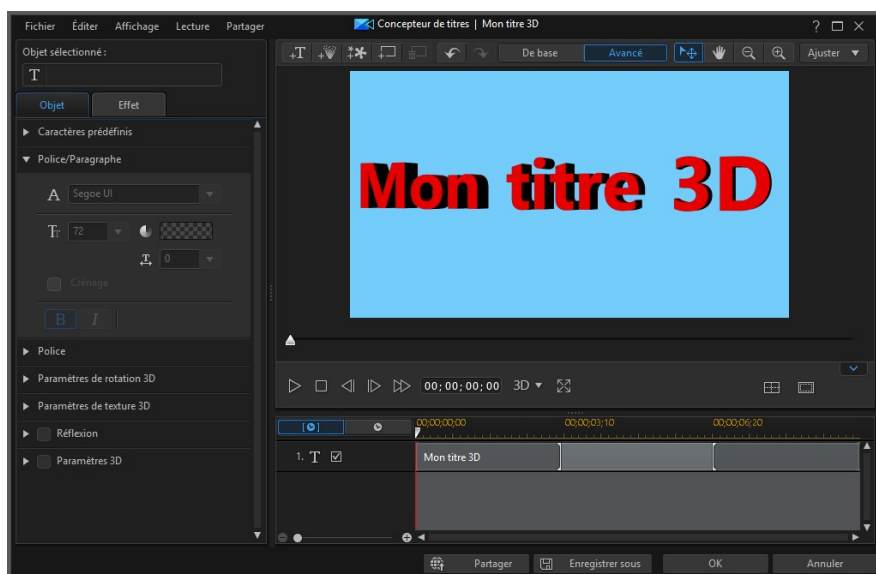 Fichier Éditer Affichage Lecture Partager
Concepteur de titres | Mon titre 3D
?
Objet sélectionné :
T
De base Avancé
Ajuster
Objet Effet
Caractères prédéfinis
Police/Paragraphe
A Segoe UI
TT 72
0
Crénage
B I
Police
Paramètres de rotation 3D
Paramètres de texture 3D
Réflexion
Paramètres 3D
Mon titre 3D
00;00;00;00 3D
00;00;00;00 00;00;03;10 00;00;06;20
1. T Mon titre 3D
Partager Enregistrer sous OK Annuler